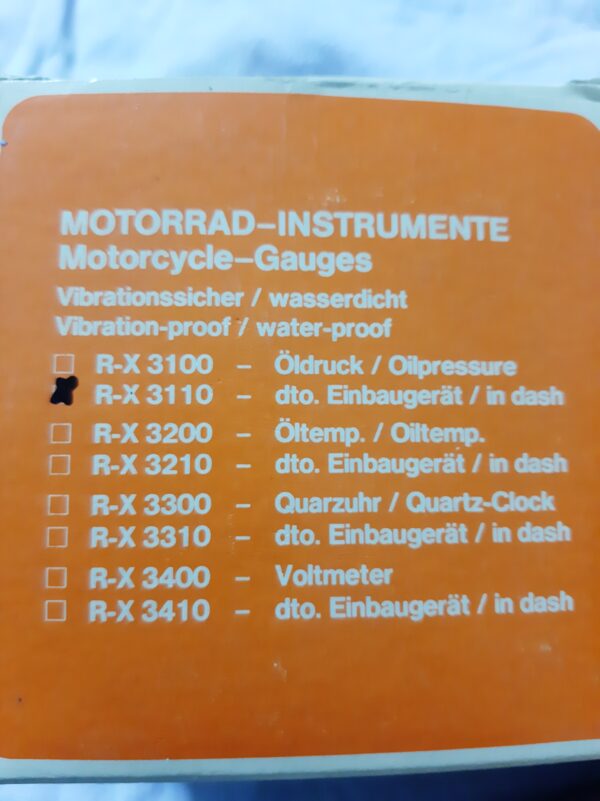 MOTORRAD-INSTRUMENTE
Motorcycle-Gauges
Vibrationssicher / wasserdicht
Vibration-proof / water-proof
R-X 3100 - Öldruck / Oilpressure
R-X 3110 - dto. Einbaugerät / in dash
R-X 3200 - Öltemp. / Oiltemp.
R-X 3210 - dto. Einbaugerät / in dash
R-X 3300 - Quarzuhr / Quartz-Clock
R-X 3310 - dto. Einbaugerät / in dash
R-X 3400 - Voltmeter
R-X 3410 - dto. Einbaugerät / in dash